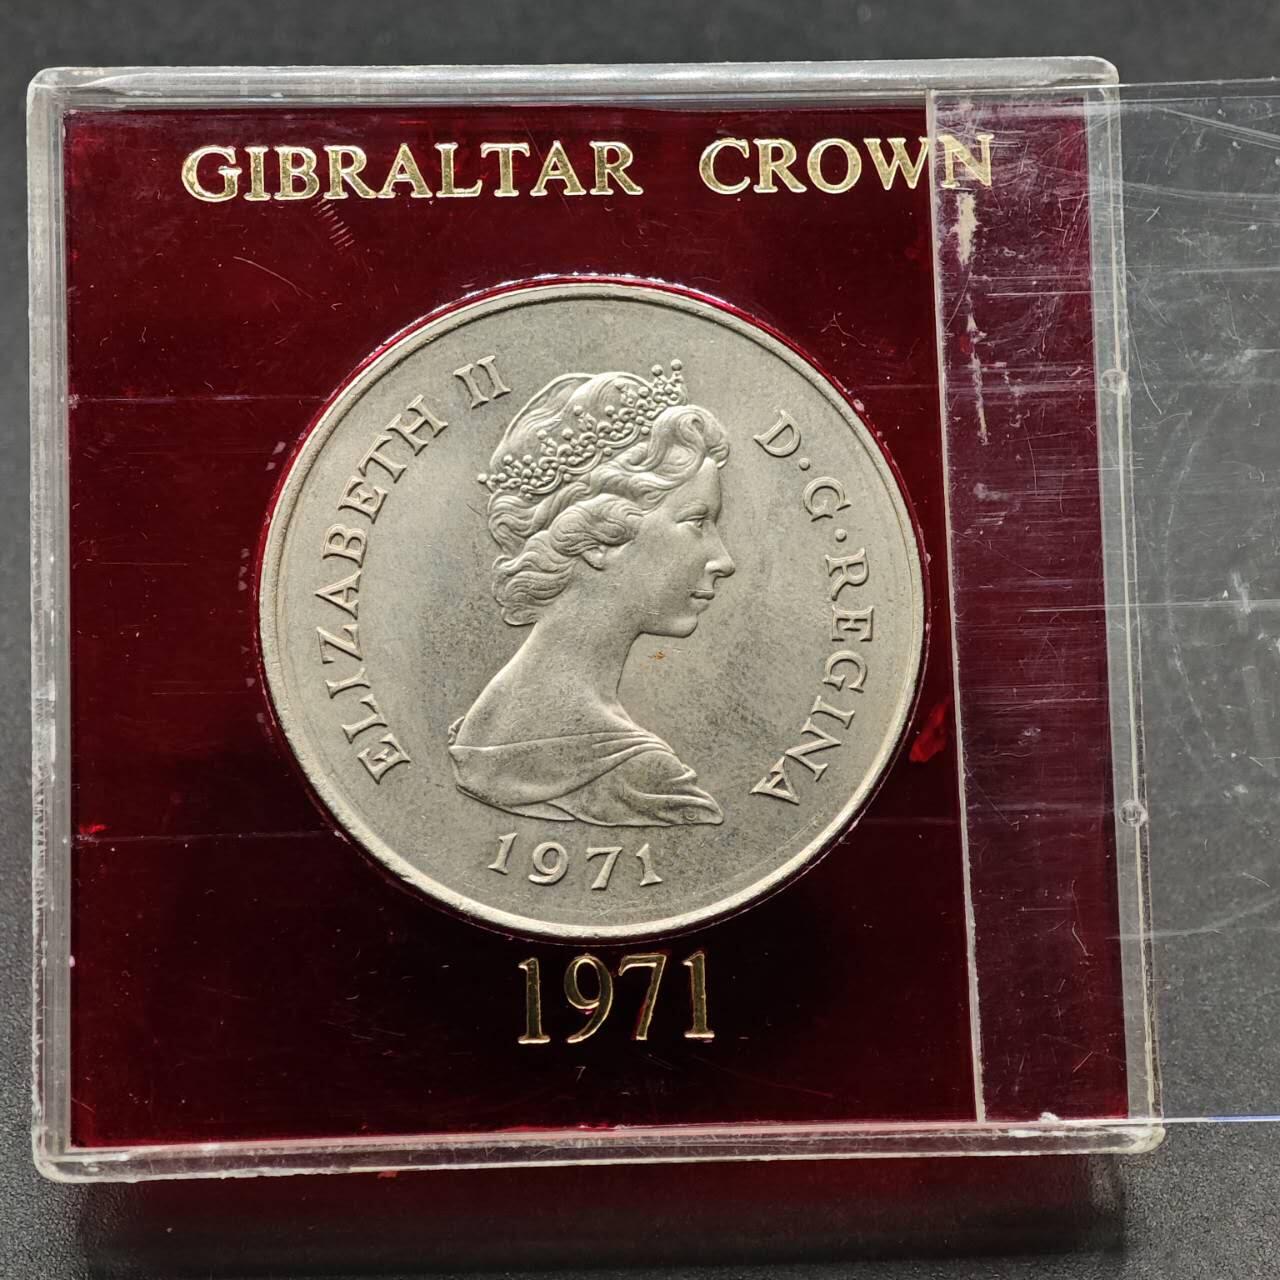 GIBRALTAR CROWN
ELIZABETH II
D·G·REGINA
1971
1971